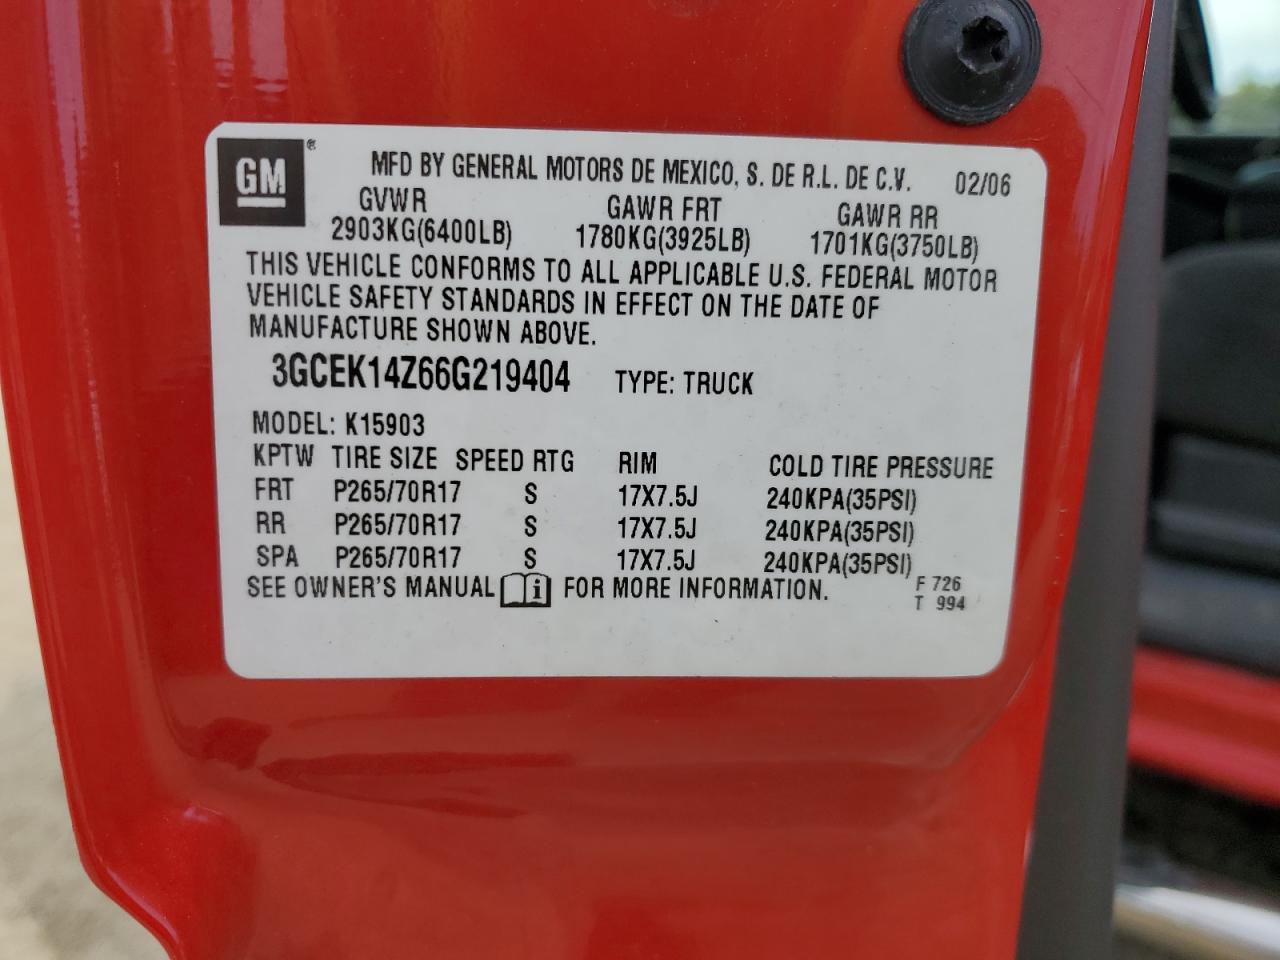 GM ®
MFD BY GENERAL MOTORS DE MEXICO, S. DE R.L. DE C.V. 02/06
GVWR GAWR FRT GAWR RR
2903KG(6400LB) 1780KG(3925LB) 1701KG(3750LB)
THIS VEHICLE CONFORMS TO ALL APPLICABLE U.S. FEDERAL MOTOR
VEHICLE SAFETY STANDARDS IN EFFECT ON THE DATE OF
MANUFACTURE SHOWN ABOVE.
3GCEK14Z66G219404 TYPE: TRUCK
MODEL: K15903
KPTW TIRE SIZE SPEED RTG RIM COLD TIRE PRESSURE
FRT P265/70R17 S 17X7.5J 240KPA(35PSI)
RR P265/70R17 S 17X7.5J 240KPA(35PSI)
SPA P265/70R17 S 17X7.5J 240KPA(35PSI)
SEE OWNER'S MANUAL i FOR MORE INFORMATION. F 726
T 994